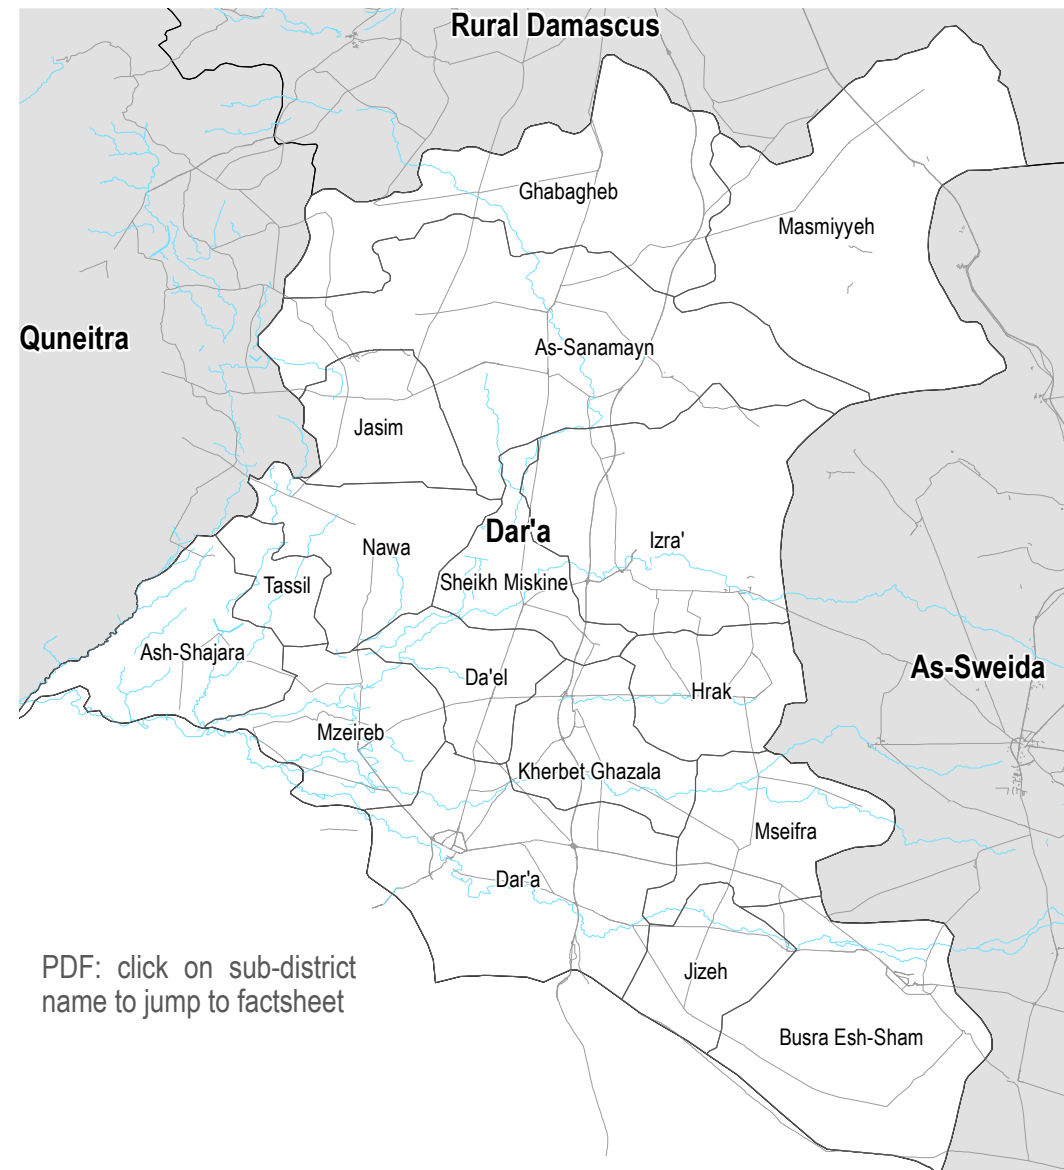 Rural Damascus
Ghabagheb
Masmiyyeh
Quneitra
As-Sanamayn
Jasim
Dar'a
Izra'
Nawa
Sheikh Miskine
Tassil
Ash-Shajara
Da'el
As-Sweida
Hrak
Mzeireb
Kherbet Ghazala
Mseifra
Dar'a
PDF: click on sub-district
name to jump to factsheet
Jizeh
Busra Esh-Sham